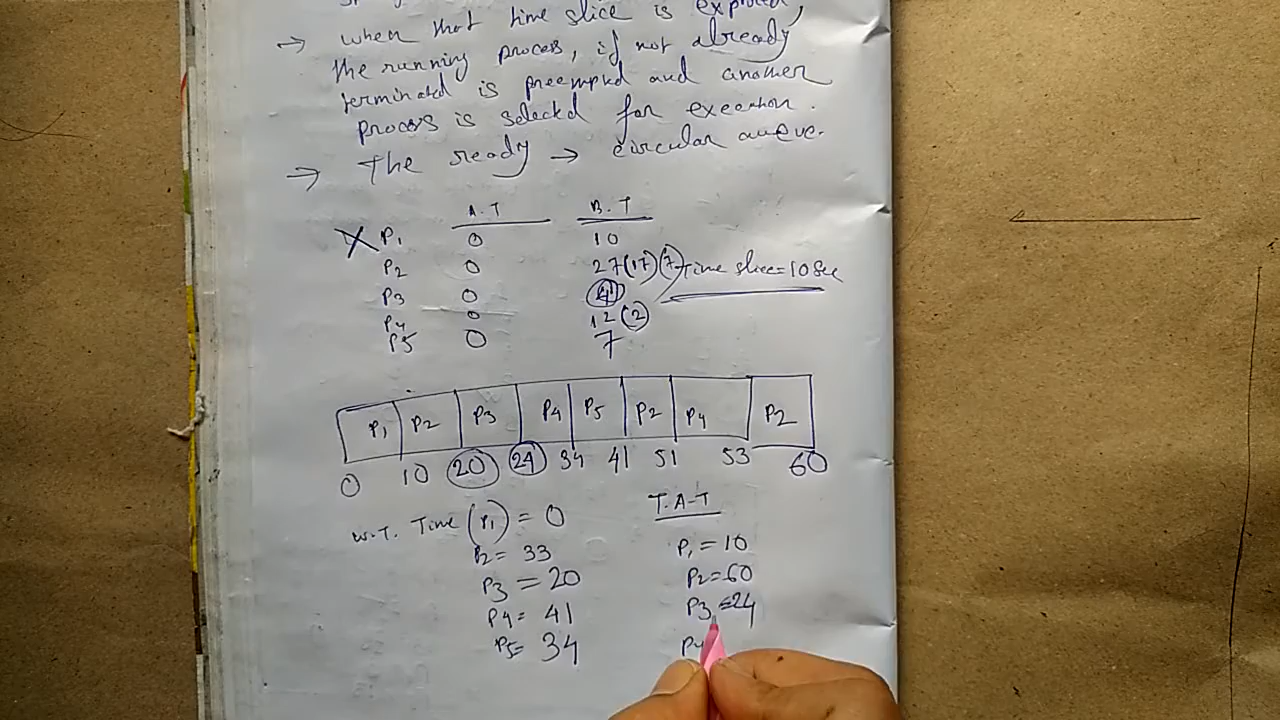 → when that time slice is expired,
the running process, if not already
terminated is preempted and another
process is selected for execution.
→ The ready → circular queue.
A.T B.T
P1 0 10
P2 0 27(17)(7) Time slice=10 Sec
P3 0 4
P4 0 12(2)
P5 0 7
P1 P2 P3 P4 P5 P2 P4 P2
0 10 20 24 34 41 51 53 60
W.T. Time (P1) = 0
P2= 33
P3 = 20
P4= 41
P5= 34
T.A-T
P1 = 10
P2=60
P3=24
P4